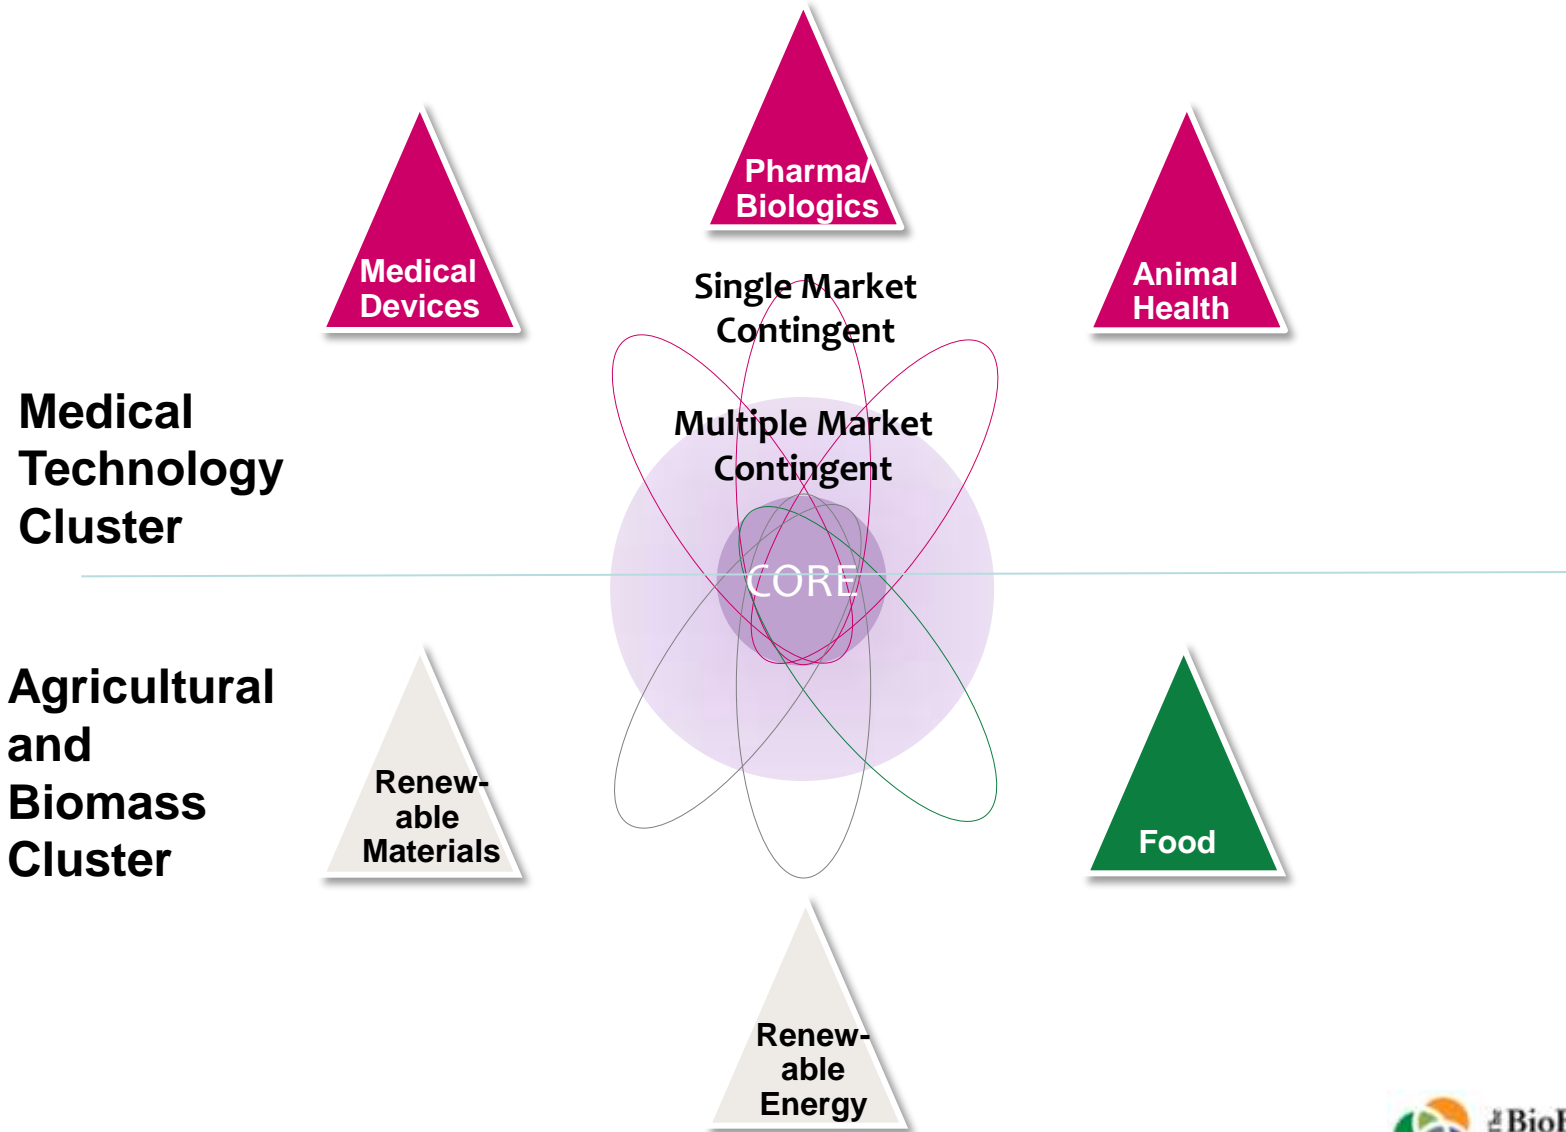 Pharma/
Biologics
Medical
Devices
Animal
Health
Single Market
Contingent
Multiple Market
Contingent
Medical
Technology
Cluster
CORE
Agricultural
and
Biomass
Cluster
Renew-
able
Materials
Food
Renew-
able
Energy
The